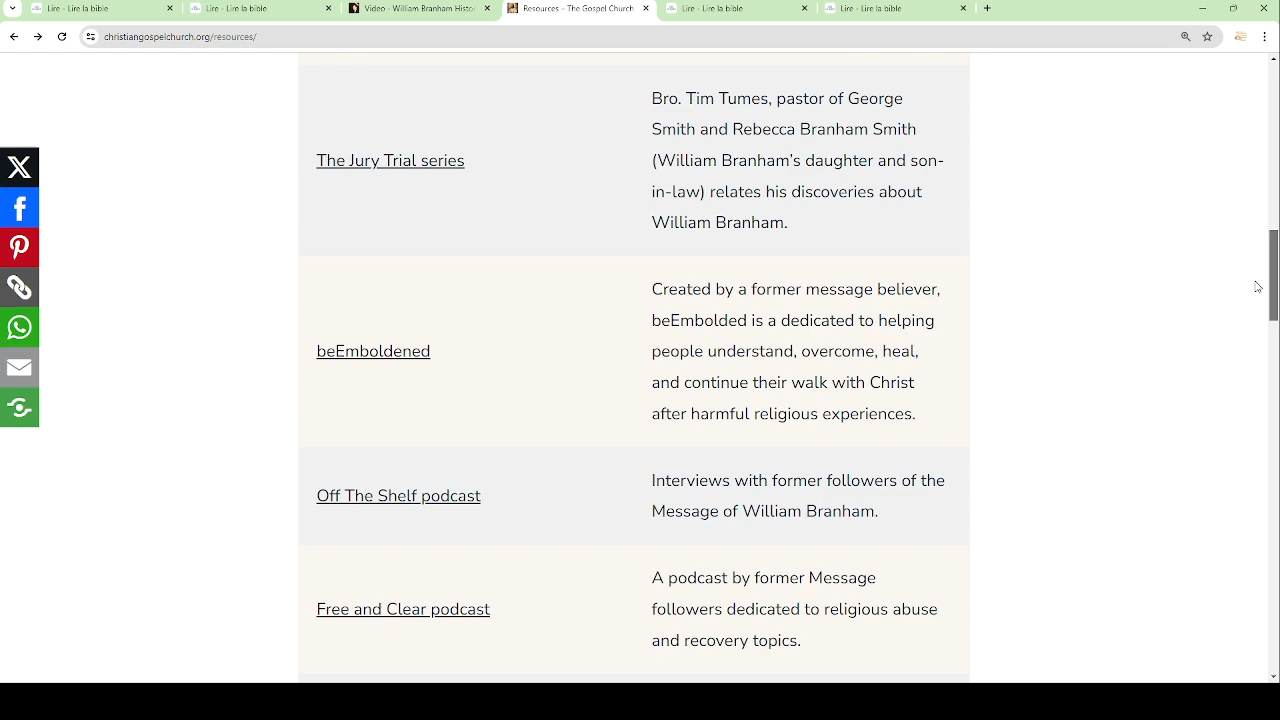 Lire - Lire la bible
Lire - Lire la bible
Video - William Branham Histo
Resources – The Gospel Church
Lire - Lire la bible
Lire - Lire la bible
christiangospelchurch.org/resources/
The Jury Trial series
Bro. Tim Tumes, pastor of George
Smith and Rebecca Branham Smith
(William Branham’s daughter and son-
in-law) relates his discoveries about
William Branham.
beEmboldened
Created by a former message believer,
beEmbolded is a dedicated to helping
people understand, overcome, heal,
and continue their walk with Christ
after harmful religious experiences.
Off The Shelf podcast
Interviews with former followers of the
Message of William Branham.
Free and Clear podcast
A podcast by former Message
followers dedicated to religious abuse
and recovery topics.